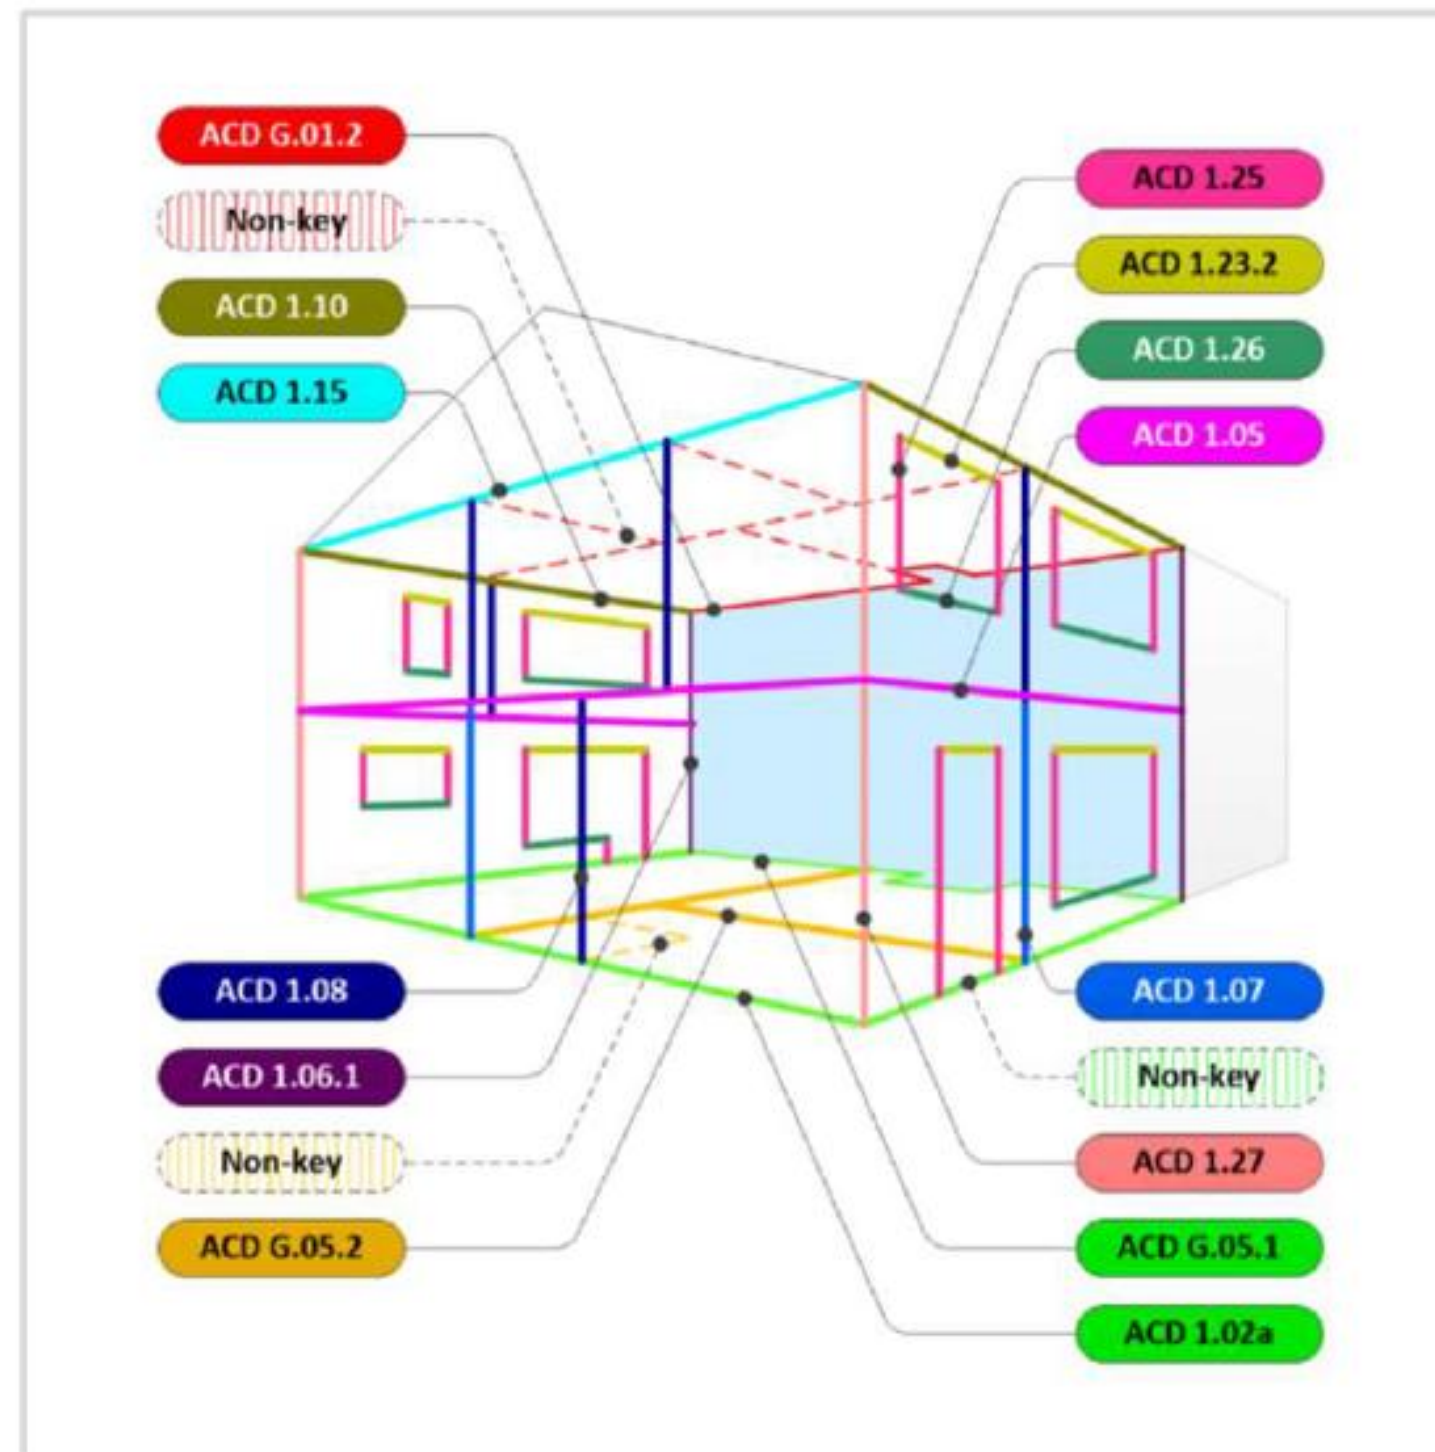 ACD G.01.2
Non-key
ACD 1.10
ACD 1.15
ACD 1.25
ACD 1.23.2
ACD 1.26
ACD 1.05
ACD 1.08
ACD 1.06.1
Non-key
ACD G.05.2
ACD 1.07
Non-key
ACD 1.27
ACD G.05.1
ACD 1.02a